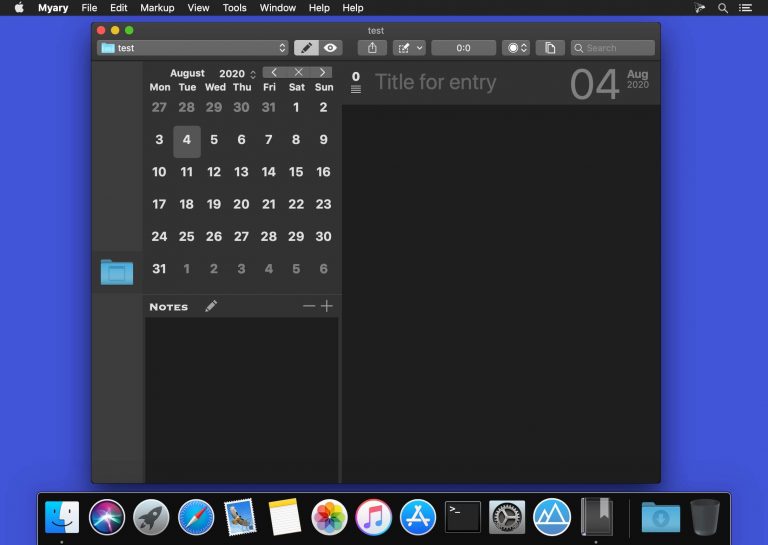 Myary File Edit Markup View Tools Window Help Help
test
test 0:0 Search
August 2020
Mon Tue Wed Thu Fri Sat Sun
27 28 29 30 31 1 2
3 4 5 6 7 8 9
10 11 12 13 14 15 16
17 18 19 20 21 22 23
24 25 26 27 28 29 30
31 1 2 3 4 5 6
Notes
0 Title for entry 04 Aug
2020
>_